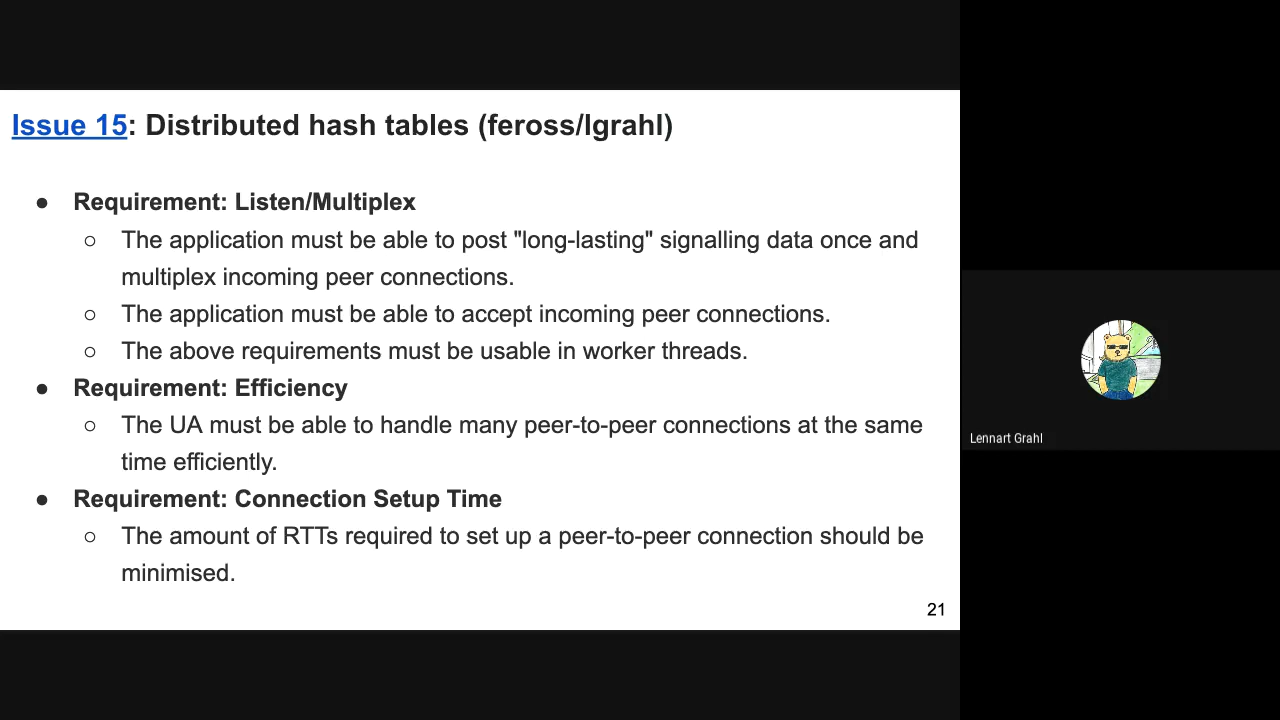 Issue 15: Distributed hash tables (feross/lgrahl)
● Requirement: Listen/Multiplex
○ The application must be able to post "long-lasting" signalling data once and
multiplex incoming peer connections.
○ The application must be able to accept incoming peer connections.
○ The above requirements must be usable in worker threads.
● Requirement: Efficiency
○ The UA must be able to handle many peer-to-peer connections at the same
time efficiently.
● Requirement: Connection Setup Time
○ The amount of RTTs required to set up a peer-to-peer connection should be
minimised.
21
Lennart Grahl